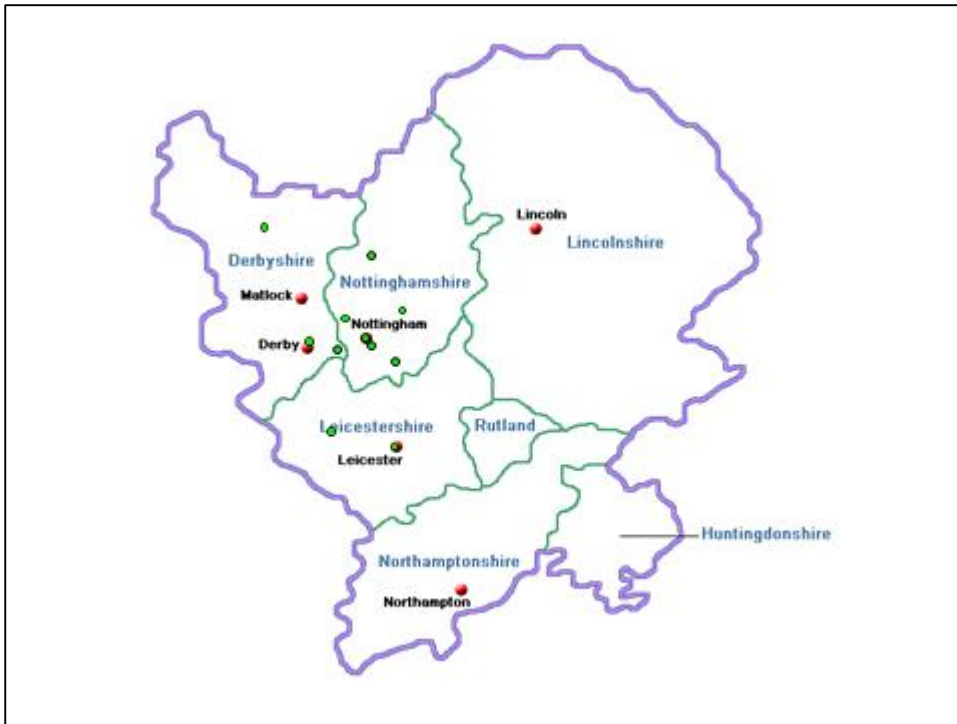 Lincoln
Lincolnshire
Derbyshire
Nottinghamshire
Matlock
Nottingham
Derby
Leicestershire
Rutland
Leicester
Huntingdonshire
Northamptonshire
Northampton